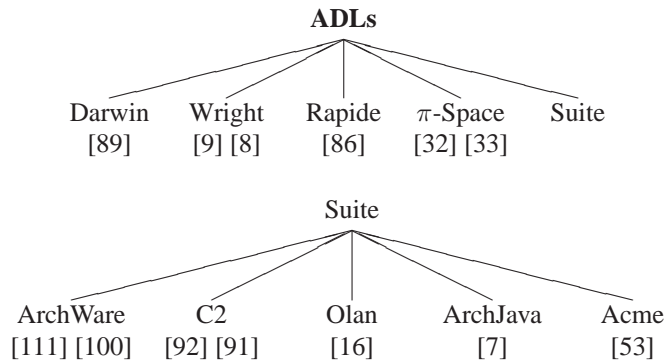 ADLs
Darwin Wright Rapide π-Space Suite
[89] [9] [8] [86] [32] [33]
Suite
ArchWare C2 Olan ArchJava Acme
[111] [100] [92] [91] [16] [7] [53]